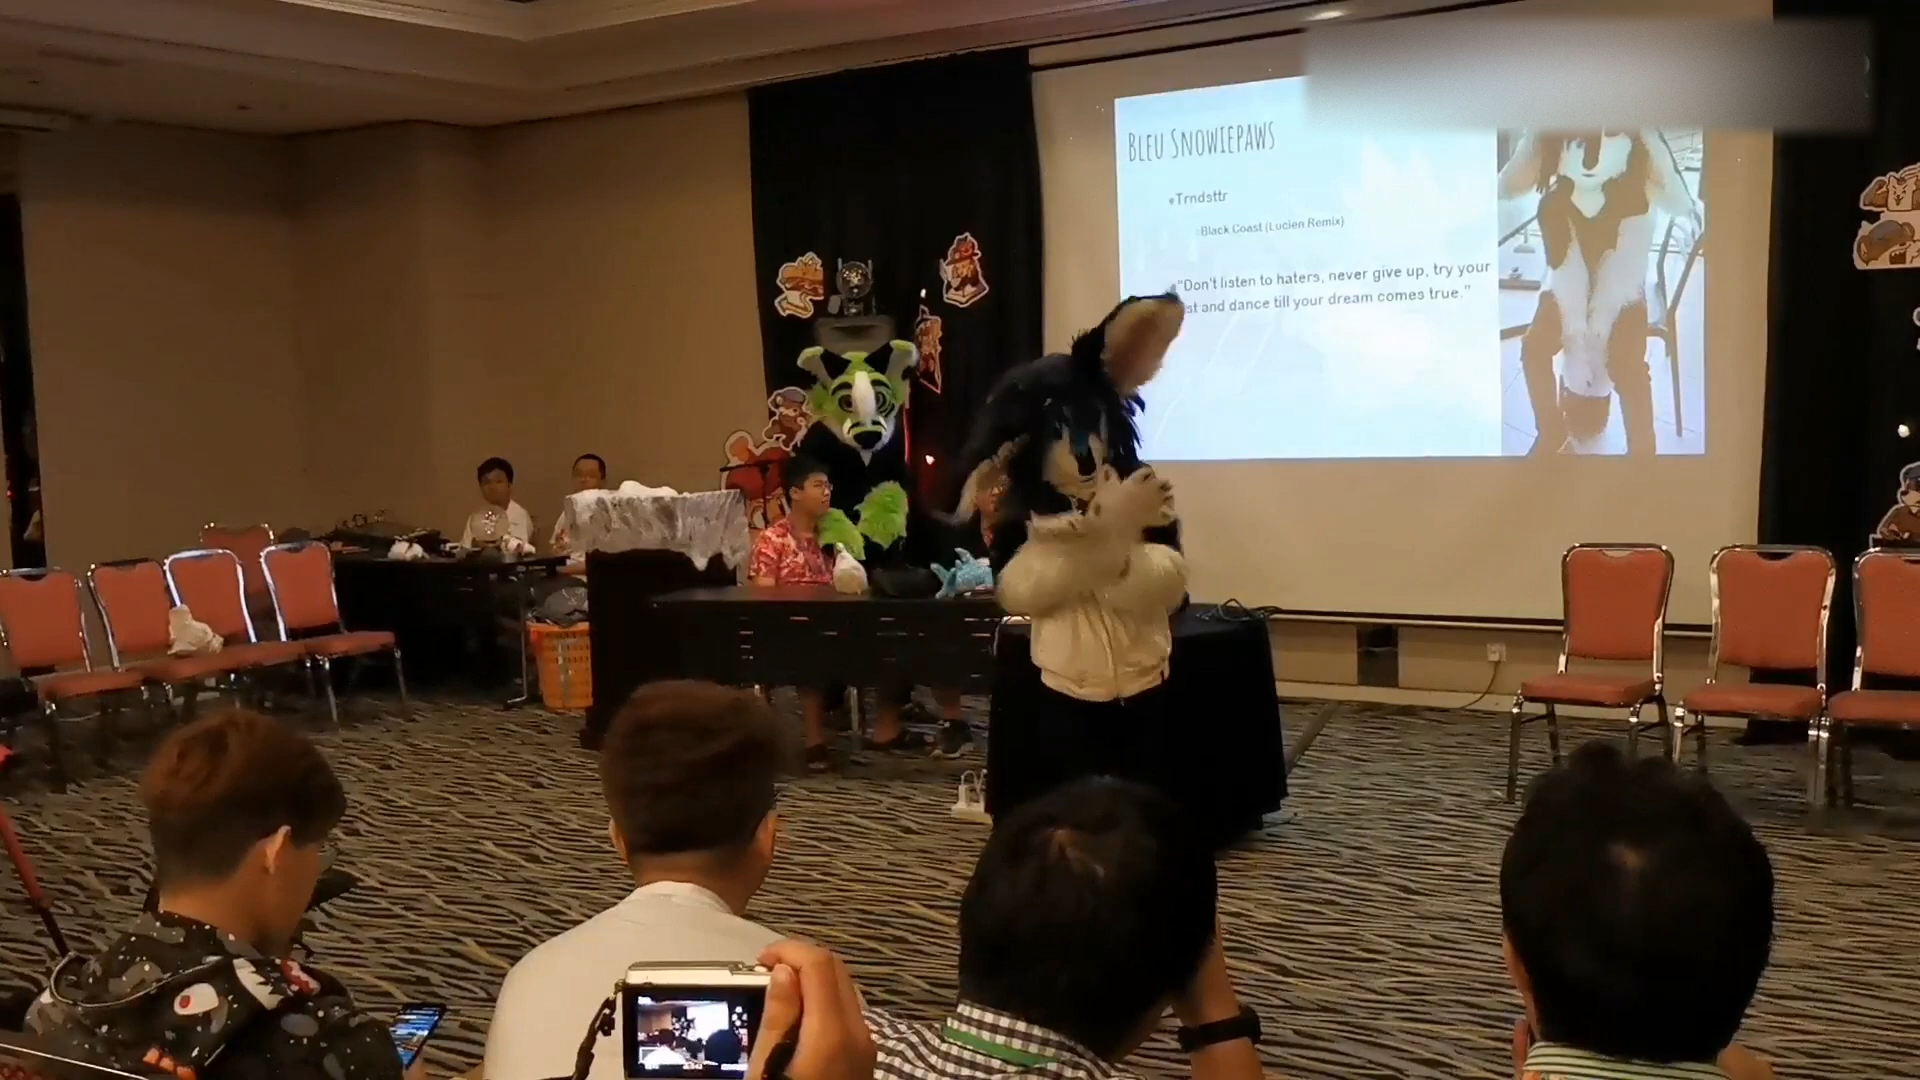 BLEU SNOWIEPAWS
Trndsttr
Black Coast (Lucien Remix)
"Don't listen to haters, never give up, try your
and dance till your dream comes true."